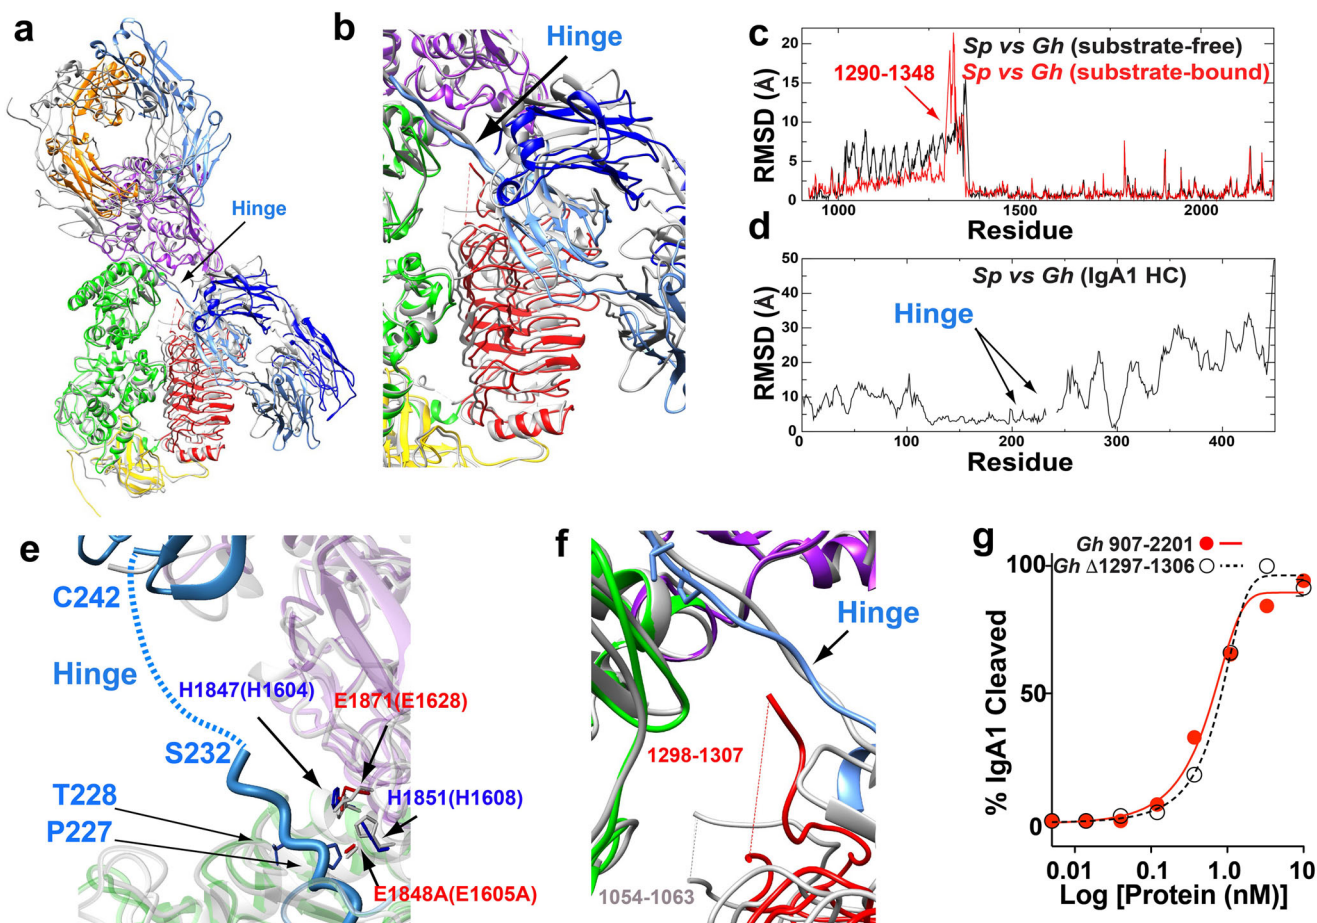 a
Hinge
b
Hinge
c
Sp vs Gh (substrate-free)
Sp vs Gh (substrate-bound)
1290-1348
RMSD (Å)
20
15
10
5
0
1000
1500
2000
Residue
d
Sp vs Gh (IgA1 HC)
Hinge
RMSD (Å)
50
40
30
20
10
0
0
100
200
300
400
Residue
e
C242
Hinge
S232
T228
P227
H1847(H1604)
E1871(E1628)
H1851(H1608)
E1848A(E1605A)
f
Hinge
1298-1307
1054-1063
g
Gh 907-2201
Gh Δ1297-1306
% IgA1 Cleaved
100
50
0
0.01
0.1
1.0
10
Log [Protein (nM)]